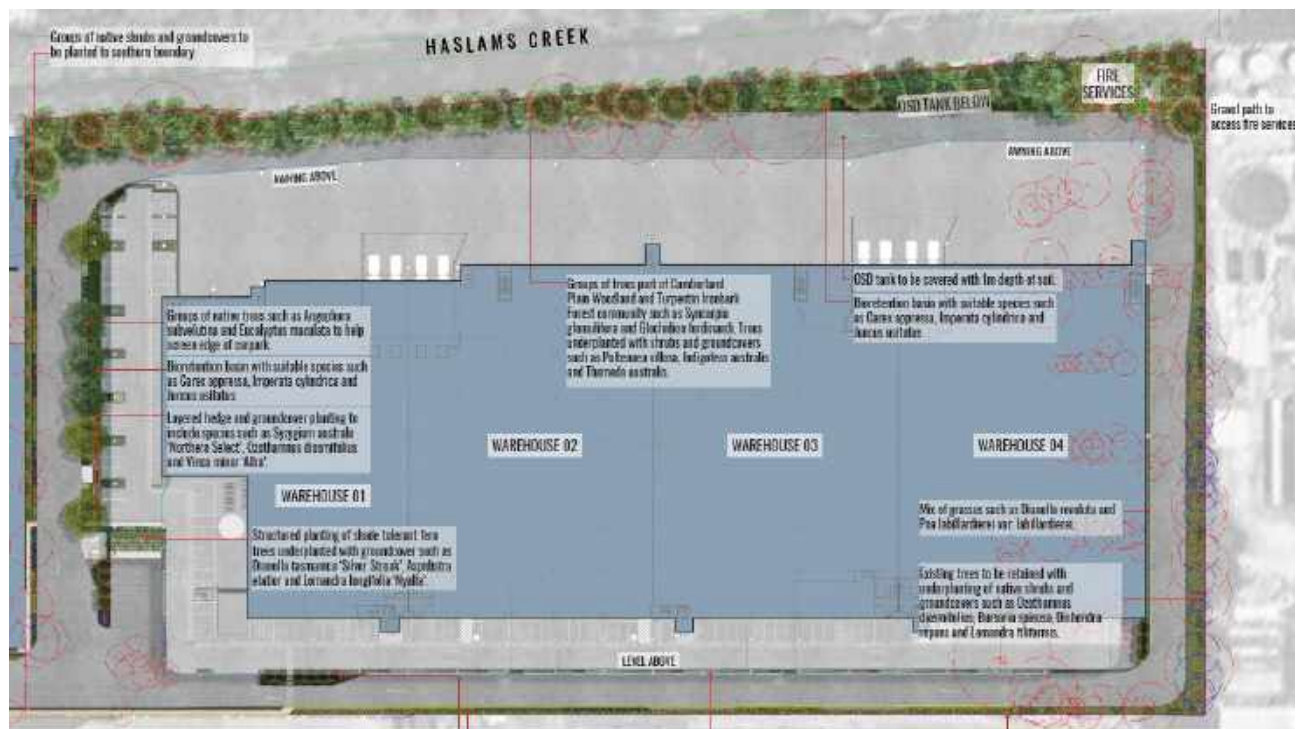 Groups of native shrubs and groundcovers to
be planted to southern boundary
HASLAMS CREEK
FIRE
SERVICES
OSD TANK BELOW
Gravel path to
access fire services
AWNING ABOVE
AWNING ABOVE
Groups of native trees such as Angophora
subvelutina and Eucalyptus maculata to help
screen edge of carpark
Bioretention basin with suitable species such
as Carex appressa, Imperata cylindrica and
Juncus usitatus
Layered hedge and groundcover planting to
include species such as Syzygium australe
'Northern Select', Ozothamnus diosmifolius
and Vinca minor 'Alba'.
Groups of trees part of Cumberland
Plain Woodland and Turpentin Ironbark
Forest community such as Syncarpia
glomulifera and Glochidion ferdinandi. Trees
underplanted with shrubs and groundcovers
such as Pultenaea villosa, Indigofera australis
and Themeda australis.
OSD tank to be covered with 1m depth of soil.
Bioretention basin with suitable species such
as Carex appressa, Imperata cylindrica and
Juncus usitatus
WAREHOUSE 02
WAREHOUSE 03
WAREHOUSE 04
WAREHOUSE 01
Structured planting of shade tolerant fern
trees underplanted with groundcover such as
Dianella tasmanica 'Silver Streak', Aspidistra
elatior and Lomandra longifolia 'Nyalla'.
Mix of grasses such as Dianella revoluta and
Poa labillardierei var. labillardierei.
Existing trees to be retained with
underplanting of native shrubs and
groundcovers such as Ozothamnus
diosmifolius, Bursaria spinosa, Dichondra
repens and Lomandra filiformis.
LEVEL ABOVE